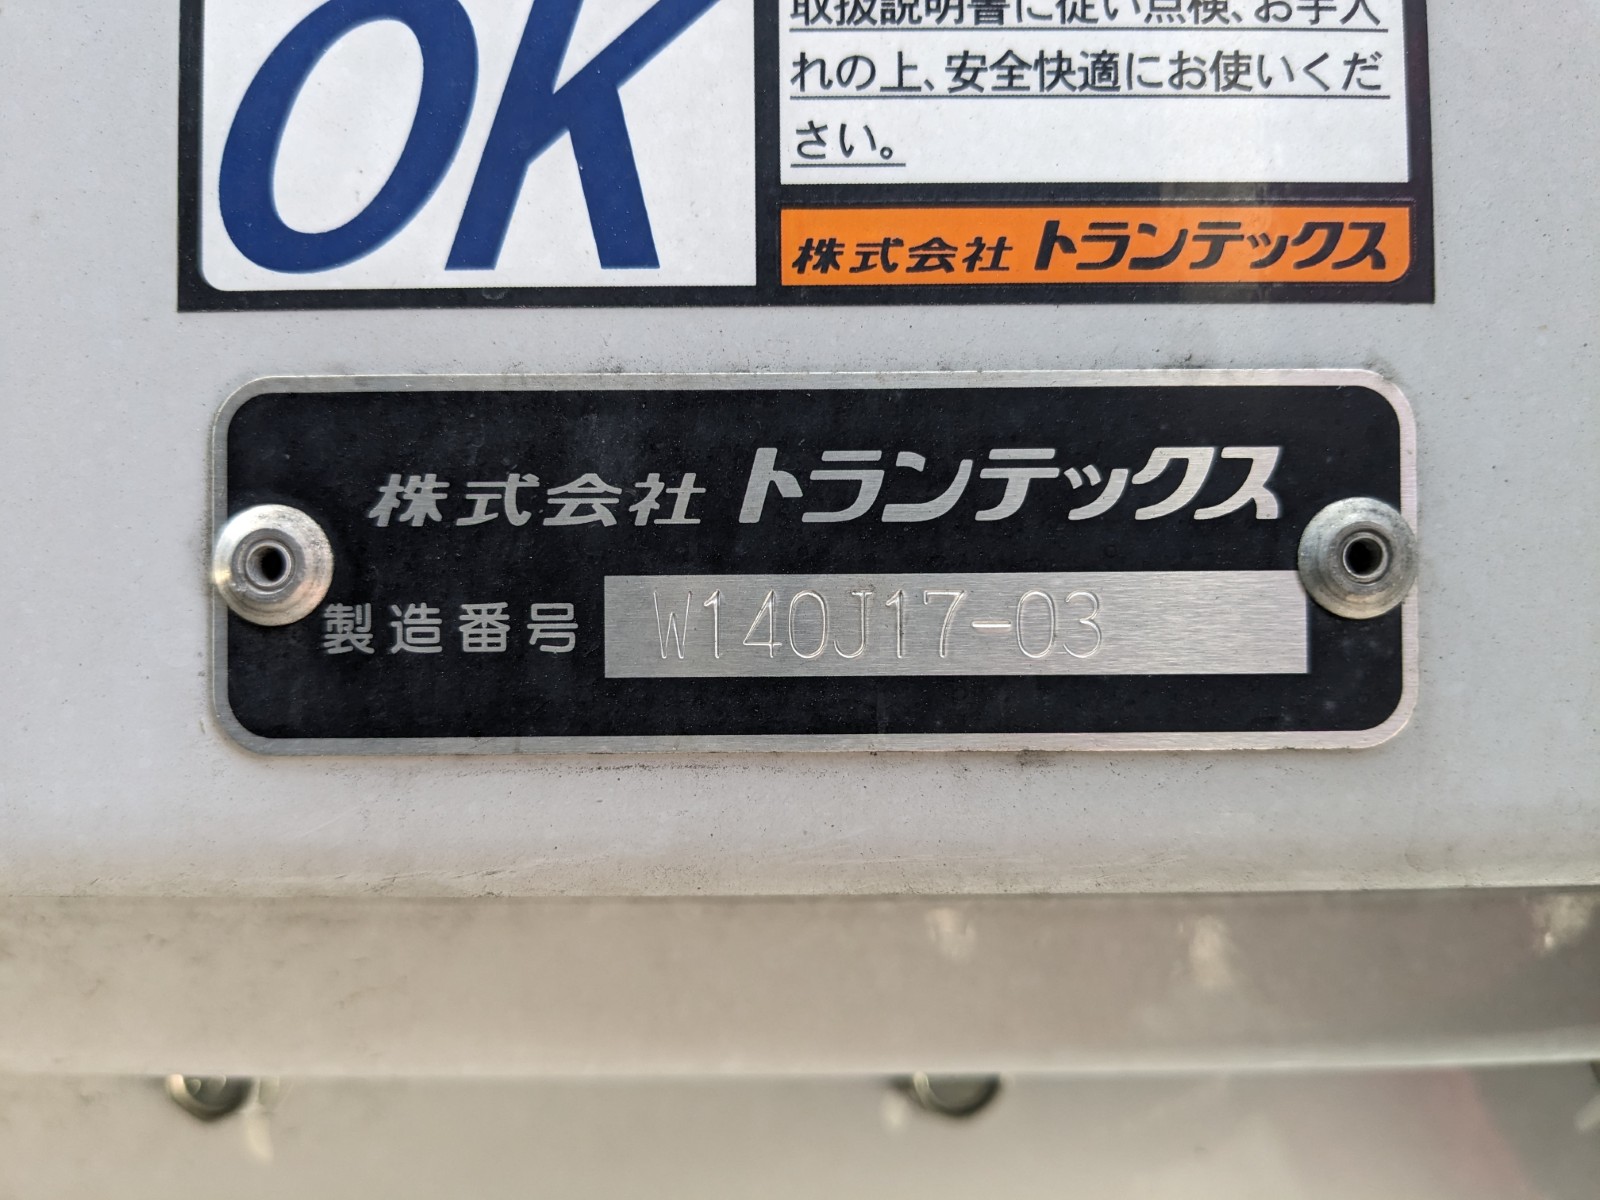 OK
取扱説明書に従い点検、お手入
れの上、安全快適にお使いくだ
さい。
株式会社 トランテックス
株式会社 トランテックス
製造番号 W140J17-03